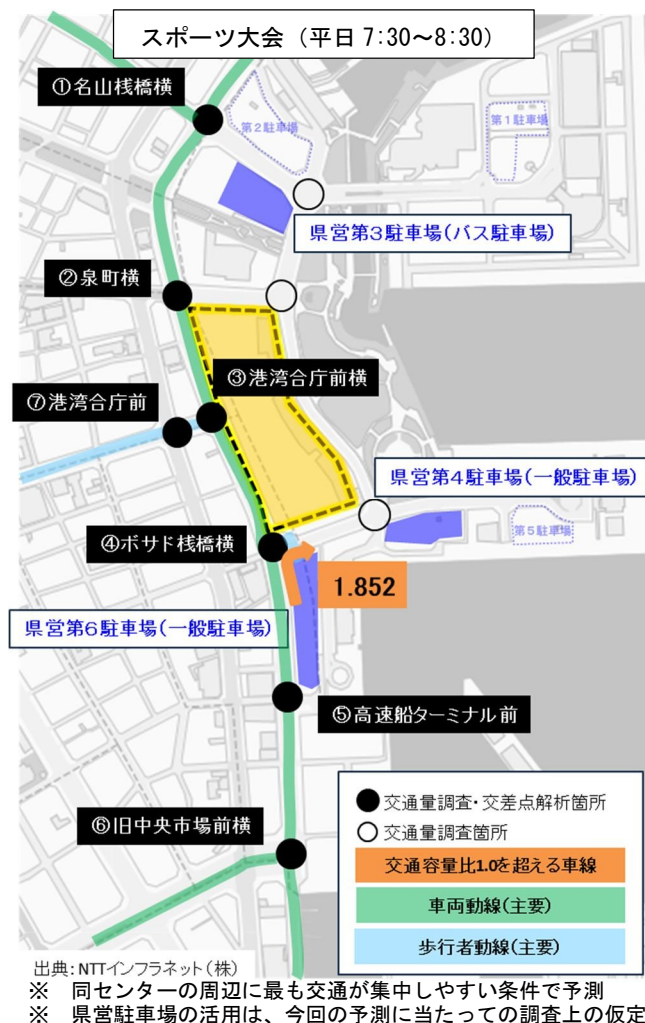 スポーツ大会（平日7:30～8:30）
①名山桟橋横
第2駐車場
第1駐車場
県営第3駐車場(バス駐車場)
②泉町横
③港湾合庁前横
⑦港湾合庁前
県営第4駐車場(一般駐車場)
第5駐車場
④ボサド桟橋横
1.852
県営第6駐車場(一般駐車場)
⑤高速船ターミナル前
⑥旧中央市場前横
交通量調査・交差点解析箇所
交通量調査箇所
交通容量比1.0を超える車線
車両動線(主要)
歩行者動線(主要)
出典:NTTインフラネット(株)
※　同センターの周辺に最も交通が集中しやすい条件で予測
※　県営駐車場の活用は、今回の予測に当たっての調査上の仮定